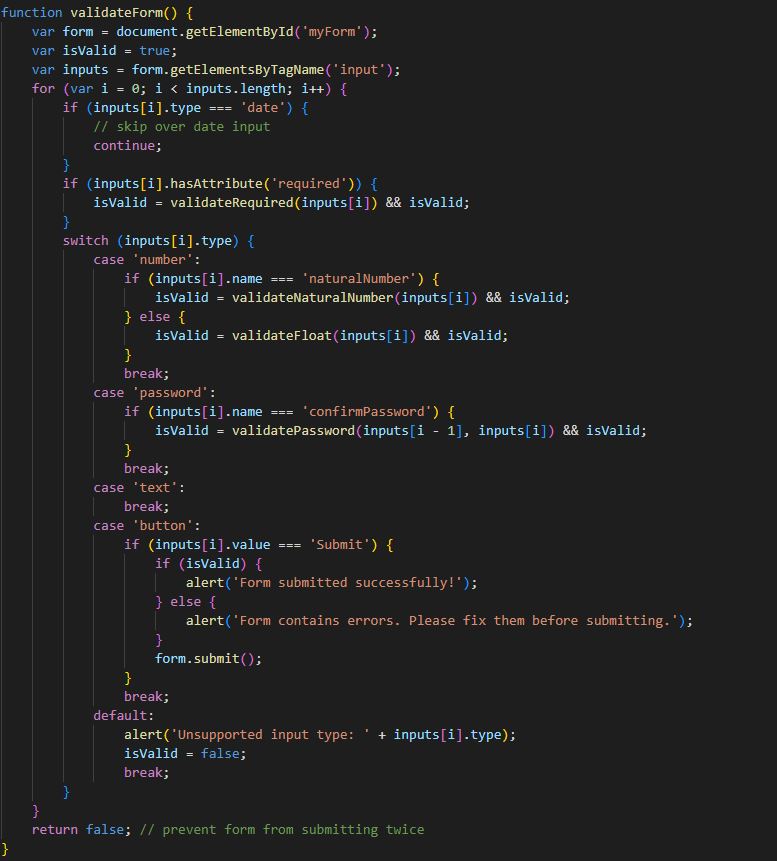 function validateForm() {
    var form = document.getElementById('myForm');
    var isValid = true;
    var inputs = form.getElementsByTagName('input');
    for (var i = 0; i < inputs.length; i++) {
        if (inputs[i].type === 'date') {
            // skip over date input
            continue;
        }
        if (inputs[i].hasAttribute('required')) {
            isValid = validateRequired(inputs[i]) && isValid;
        }
        switch (inputs[i].type) {
            case 'number':
                if (inputs[i].name === 'naturalNumber') {
                    isValid = validateNaturalNumber(inputs[i]) && isValid;
                } else {
                    isValid = validateFloat(inputs[i]) && isValid;
                }
                break;
            case 'password':
                if (inputs[i].name === 'confirmPassword') {
                    isValid = validatePassword(inputs[i - 1], inputs[i]) && isValid;
                }
                break;
            case 'text':
                break;
            case 'button':
                if (inputs[i].value === 'Submit') {
                    if (isValid) {
                        alert('Form submitted successfully!');
                    } else {
                        alert('Form contains errors. Please fix them before submitting.');
                    }
                    form.submit();
                }
                break;
            default:
                alert('Unsupported input type: ' + inputs[i].type);
                isValid = false;
                break;
        }
    }
    return false; // prevent form from submitting twice
}